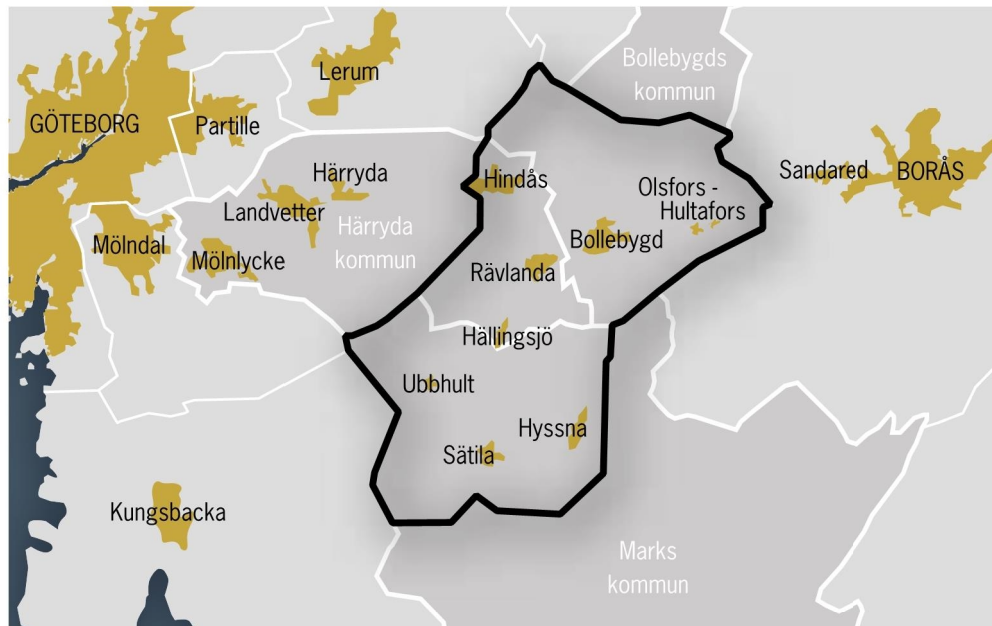 Bollebygds
kommun
Lerum
GÖTEBORG
Partille
Härryda
Hindås
Sandared
BORÅS
Landvetter
Olsfors -
Hultafors
Härryda
kommun
Mölndal
Mölnlycke
Bollebygd
Rävlanda
Hällingsjö
Ubbhult
Hyssna
Sätila
Kungsbacka
Marks
kommun